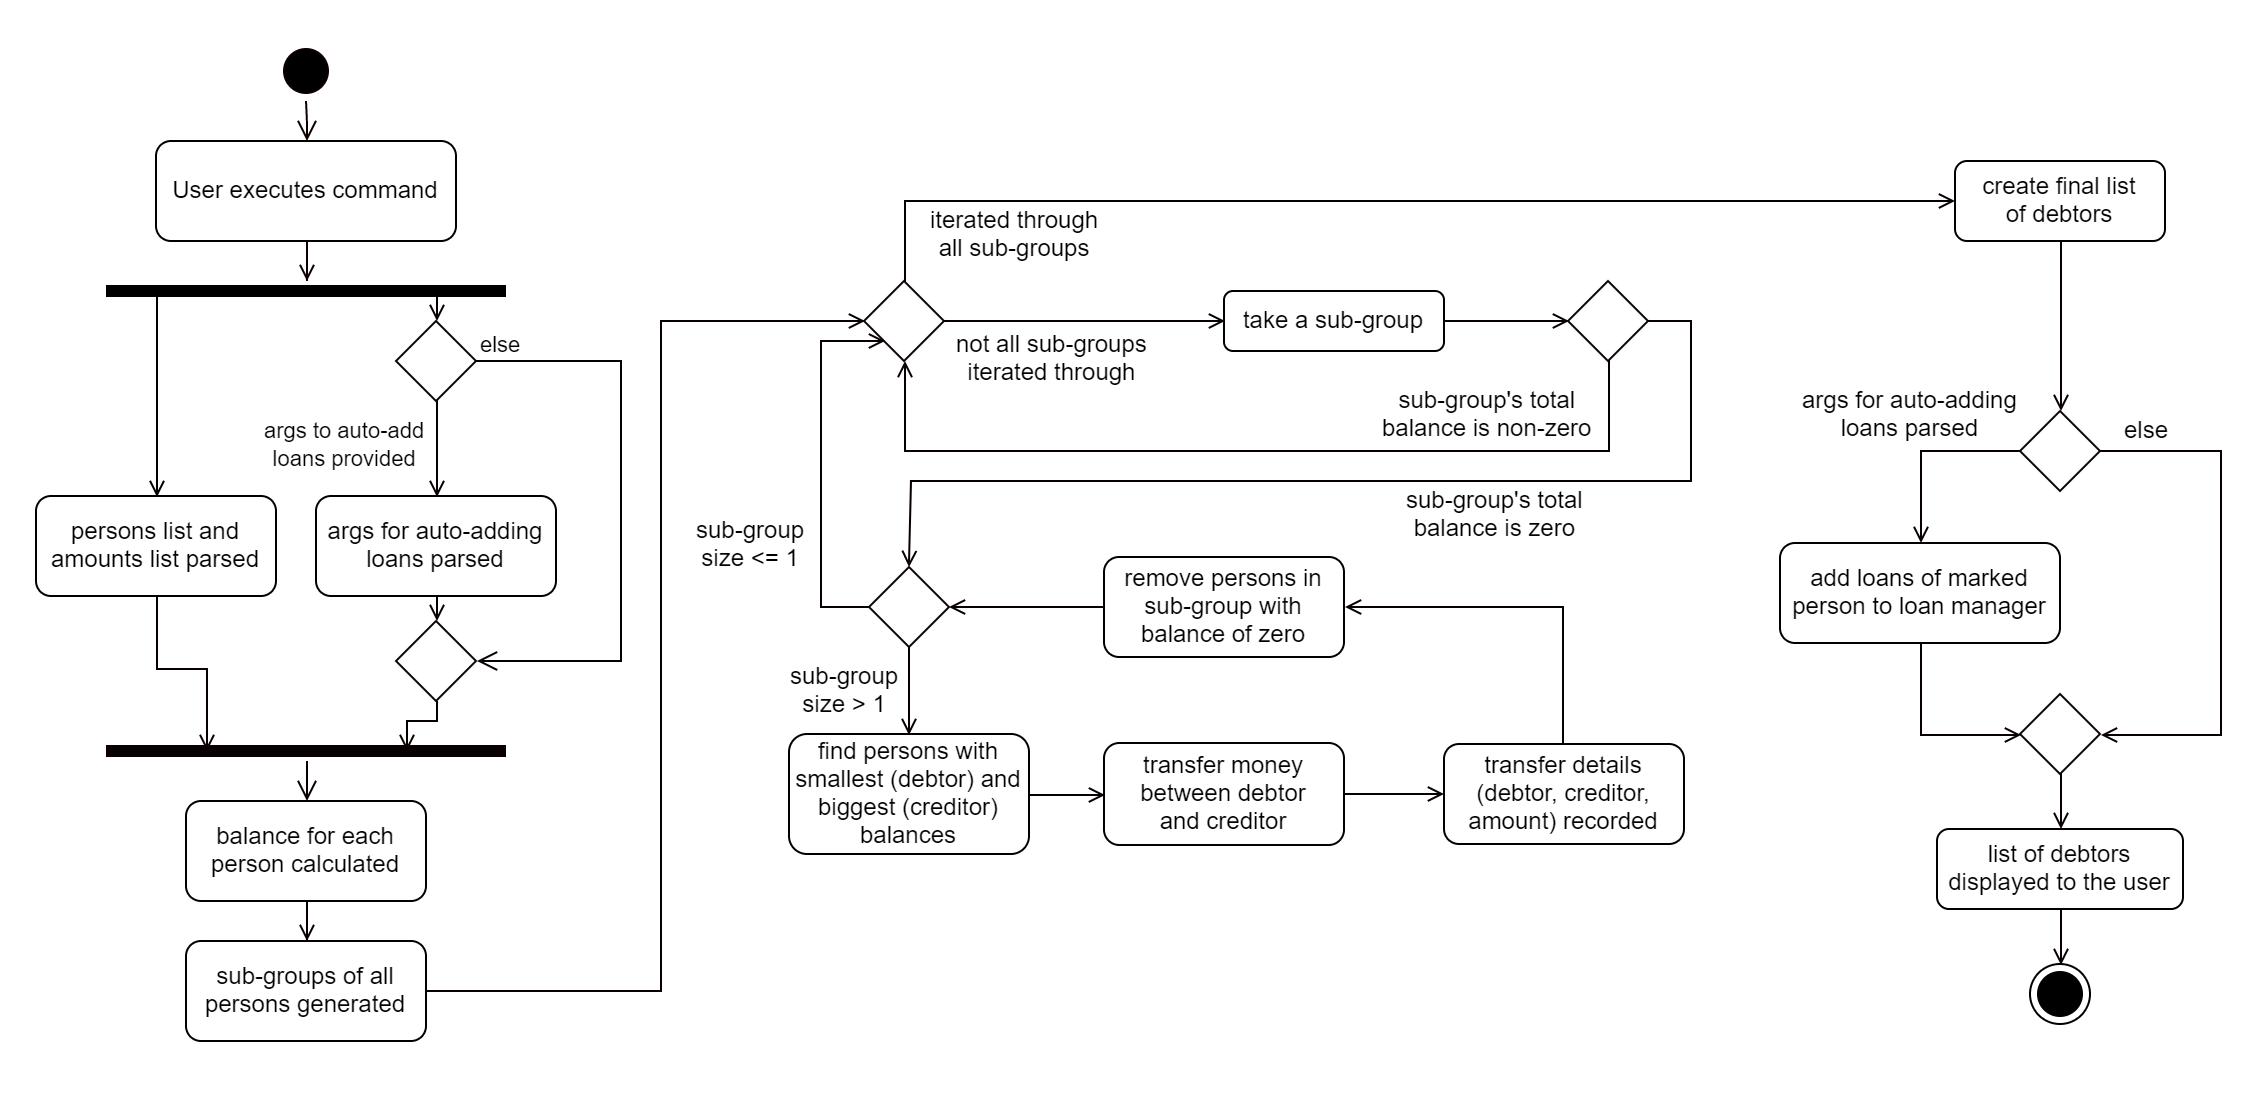 User executes command
else
args to auto-add
loans provided
persons list and
amounts list parsed
args for auto-adding
loans parsed
balance for each
person calculated
sub-groups of all
persons generated
iterated through
all sub-groups
not all sub-groups
iterated through
take a sub-group
sub-group's total
balance is non-zero
sub-group's total
balance is zero
sub-group
size <= 1
remove persons in
sub-group with
balance of zero
sub-group
size > 1
find persons with
smallest (debtor) and
biggest (creditor)
balances
transfer money
between debtor
and creditor
transfer details
(debtor, creditor,
amount) recorded
create final list
of debtors
args for auto-adding
loans parsed
else
add loans of marked
person to loan manager
list of debtors
displayed to the user